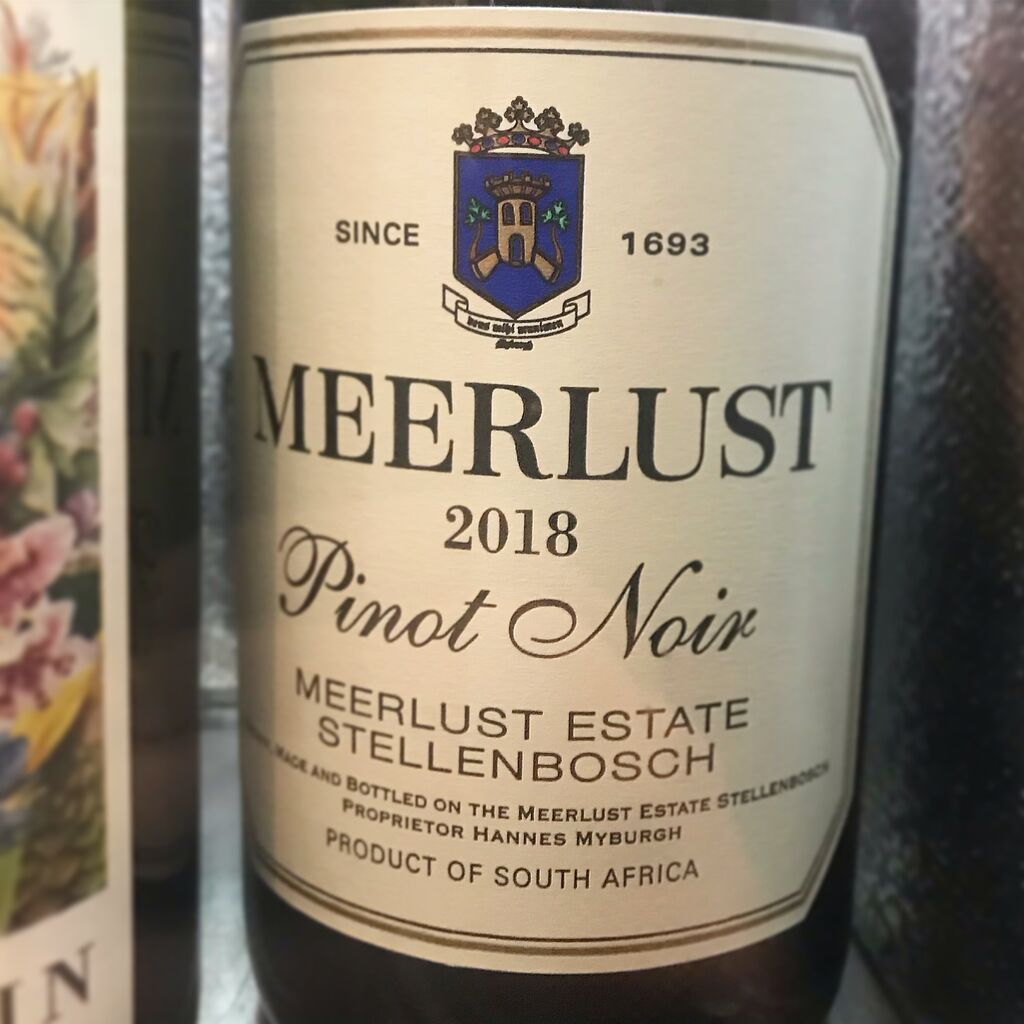 SINCE 1693
MEERLUST
2018
Pinot Noir
MEERLUST ESTATE
STELLENBOSCH
MADE AND BOTTLED ON THE MEERLUST ESTATE STELLENBOSCH
PROPRIETOR HANNES MYBURGH
PRODUCT OF SOUTH AFRICA
IN